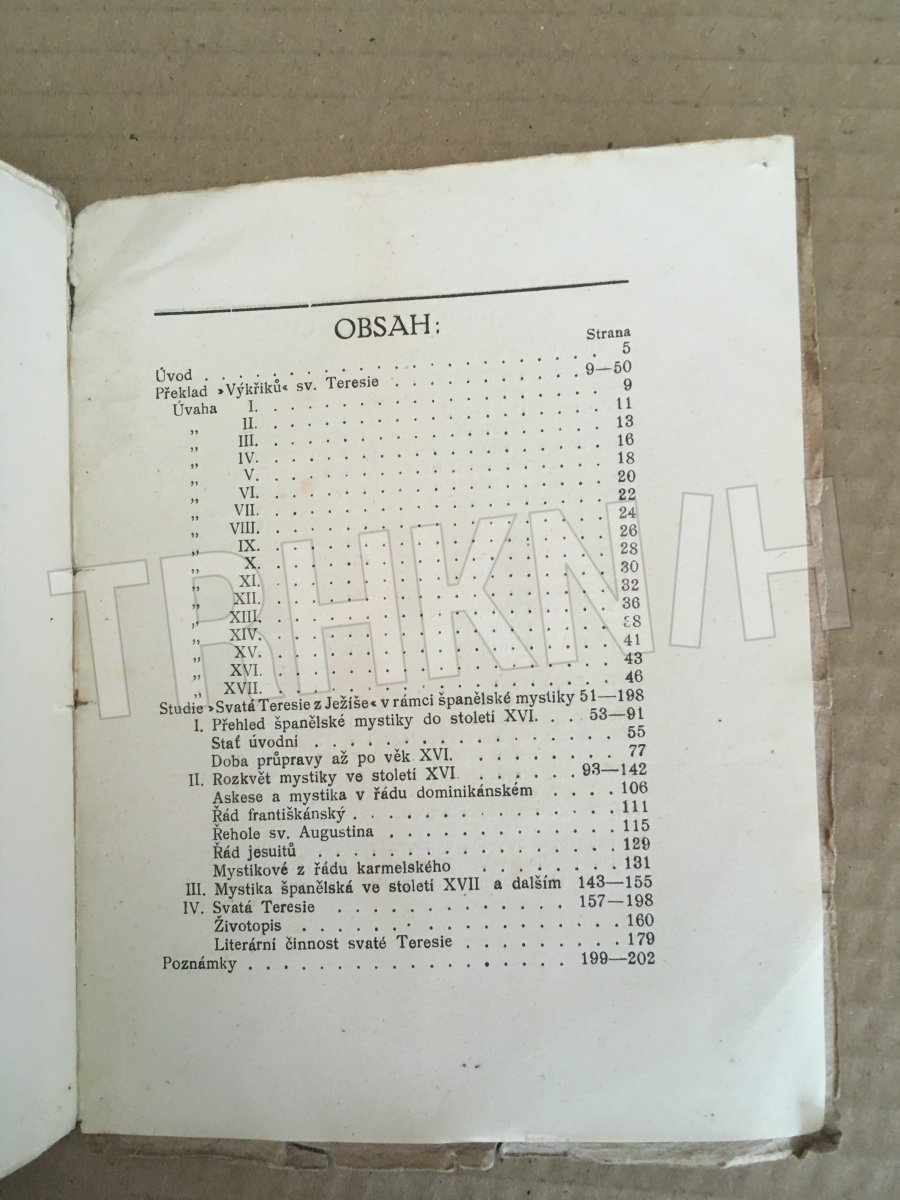 OBSAH:
Strana
Úvod . . . . . . . . . . . . . . . . . . 5
Překlad »Výkřiků« sv. Teresie . . . . . . . . . 9—50
Úvaha I. . . . . . . . . . . . . . . . . . 9
„ II. . . . . . . . . . . . . . . . . . 11
„ III. . . . . . . . . . . . . . . . . . 13
„ IV. . . . . . . . . . . . . . . . . . 16
„ V. . . . . . . . . . . . . . . . . . 18
„ VI. . . . . . . . . . . . . . . . . . 20
„ VII. . . . . . . . . . . . . . . . . . 22
„ VIII. . . . . . . . . . . . . . . . . . 24
„ IX. . . . . . . . . . . . . . . . . . 26
„ X. . . . . . . . . . . . . . . . . . 28
„ XI. . . . . . . . . . . . . . . . . . 30
„ XII. . . . . . . . . . . . . . . . . . 32
„ XIII. . . . . . . . . . . . . . . . . . 36
„ XIV. . . . . . . . . . . . . . . . . . 38
„ XV. . . . . . . . . . . . . . . . . . 41
„ XVI. . . . . . . . . . . . . . . . . . 43
„ XVII. . . . . . . . . . . . . . . . . . 46
Studie »Svatá Teresie z Ježíše« v rámci španělské mystiky 51—198
I. Přehled španělské mystiky do století XVI. . . 53—91
Stať úvodní . . . . . . . . . . . . . . 55
Doba průpravy až po věk XVI. . . . . . . . 77
II. Rozkvět mystiky ve století XVI . . . . . . 93—142
Askese a mystika v řádu dominikánském . . . . 106
Řád františkánský . . . . . . . . . . . . . 111
Řehole sv. Augustina . . . . . . . . . . . . 115
Řád jesuitů . . . . . . . . . . . . . . 129
Mystikové z řádu karmelského . . . . . . . . 131
III. Mystika španělská ve století XVII a dalším 143—155
IV. Svatá Teresie . . . . . . . . . . . 157—198
Životopis . . . . . . . . . . . . . . . 160
Literární činnost svaté Teresie . . . . . . . . 179
Poznámky . . . . . . . . . . . . . . . 199—202
TRHKNIH